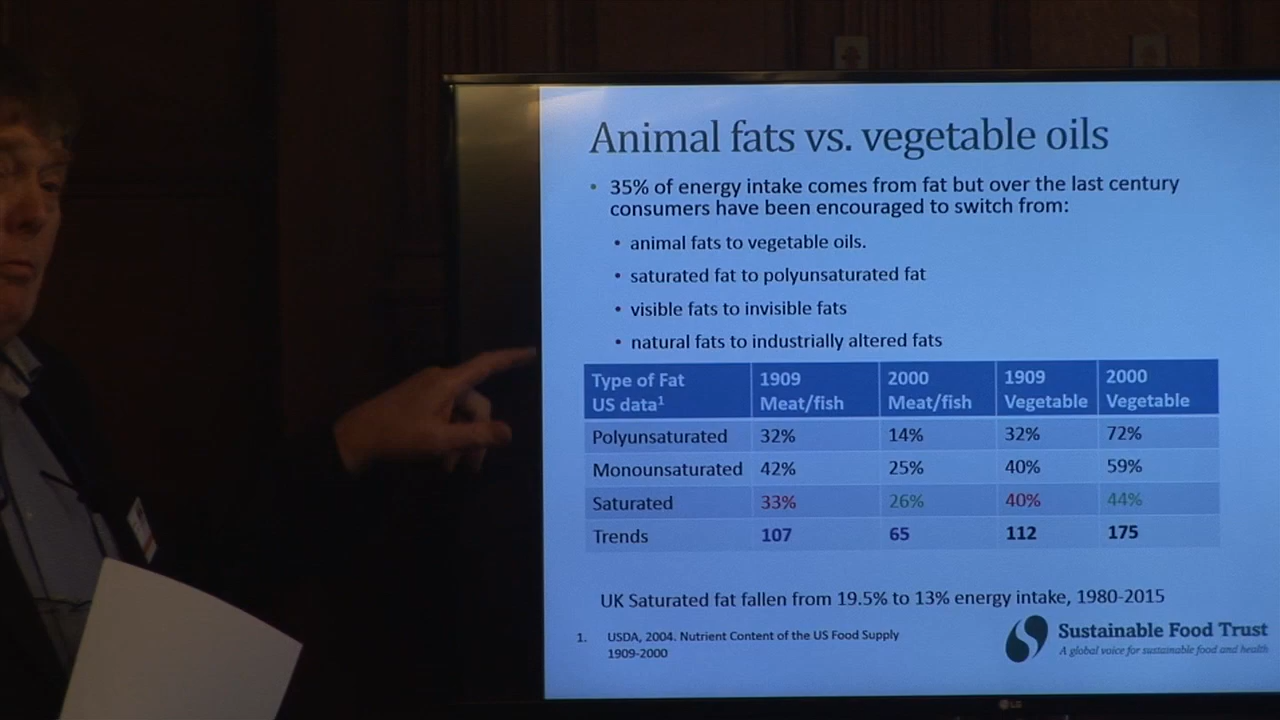 Animal fats vs. vegetable oils
• 35% of energy intake comes from fat but over the last century
consumers have been encouraged to switch from:
• animal fats to vegetable oils.
• saturated fat to polyunsaturated fat
• visible fats to invisible fats
• natural fats to industrially altered fats
Type of Fat US data¹ 1909 Meat/fish 2000 Meat/fish 1909 Vegetable 2000 Vegetable
Polyunsaturated 32% 14% 32% 72%
Monounsaturated 42% 25% 40% 59%
Saturated 33% 26% 40% 44%
Trends 107 65 112 175
UK Saturated fat fallen from 19.5% to 13% energy intake, 1980-2015
1. USDA, 2004. Nutrient Content of the US Food Supply
1909-2000
Sustainable Food Trust
A global voice for sustainable food and health
LG